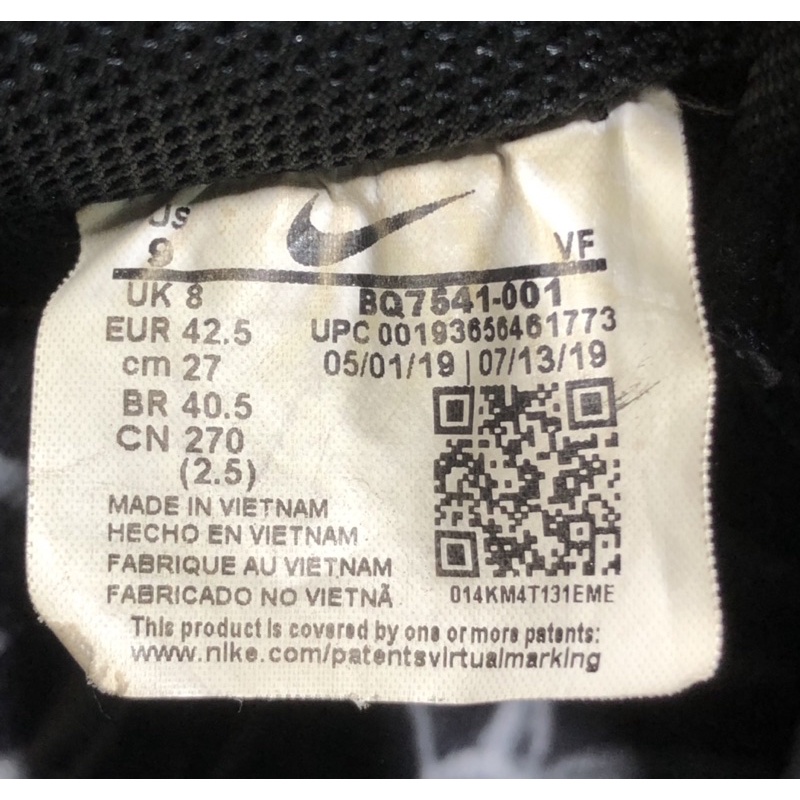 US
9 VF
UK 8 BQ7541-001
EUR 42.5 UPC 00193656461773
cm 27 05/01/19 | 07/13/19
BR 40.5
CN 270
(2.5)
MADE IN VIETNAM
HECHO EN VIETNAM
FABRIQUE AU VIETNAM
FABRICADO NO VIETNÃ
014KM4T131EME
This product is covered by one or more patents:
www.nike.com/patentsvirtualmarking